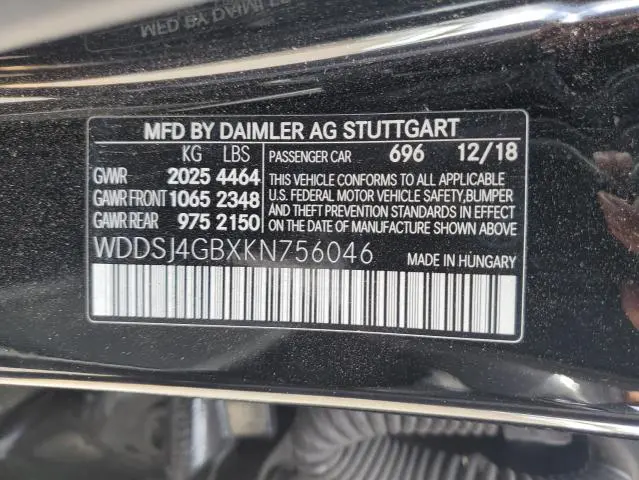 MFD BY DAIMLER AG STUTTGART
KG LBS PASSENGER CAR 696 12/18
GVWR 2025 4464 THIS VEHICLE CONFORMS TO ALL APPLICABLE
GAWR FRONT 1065 2348 U.S. FEDERAL MOTOR VEHICLE SAFETY,BUMPER
GAWR REAR 975 2150 AND THEFT PREVENTION STANDARDS IN EFFECT
ON THE DATE OF MANUFACTURE SHOWN ABOVE
WDDSJ4GBXKN756046 MADE IN HUNGARY